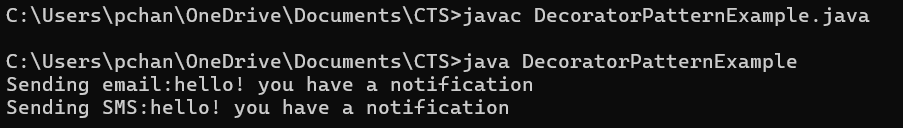 C:\Users\pchan\OneDrive\Documents\CTS>javac DecoratorPatternExample.java
C:\Users\pchan\OneDrive\Documents\CTS>java DecoratorPatternExample
Sending email:hello! you have a notification
Sending SMS:hello! you have a notification